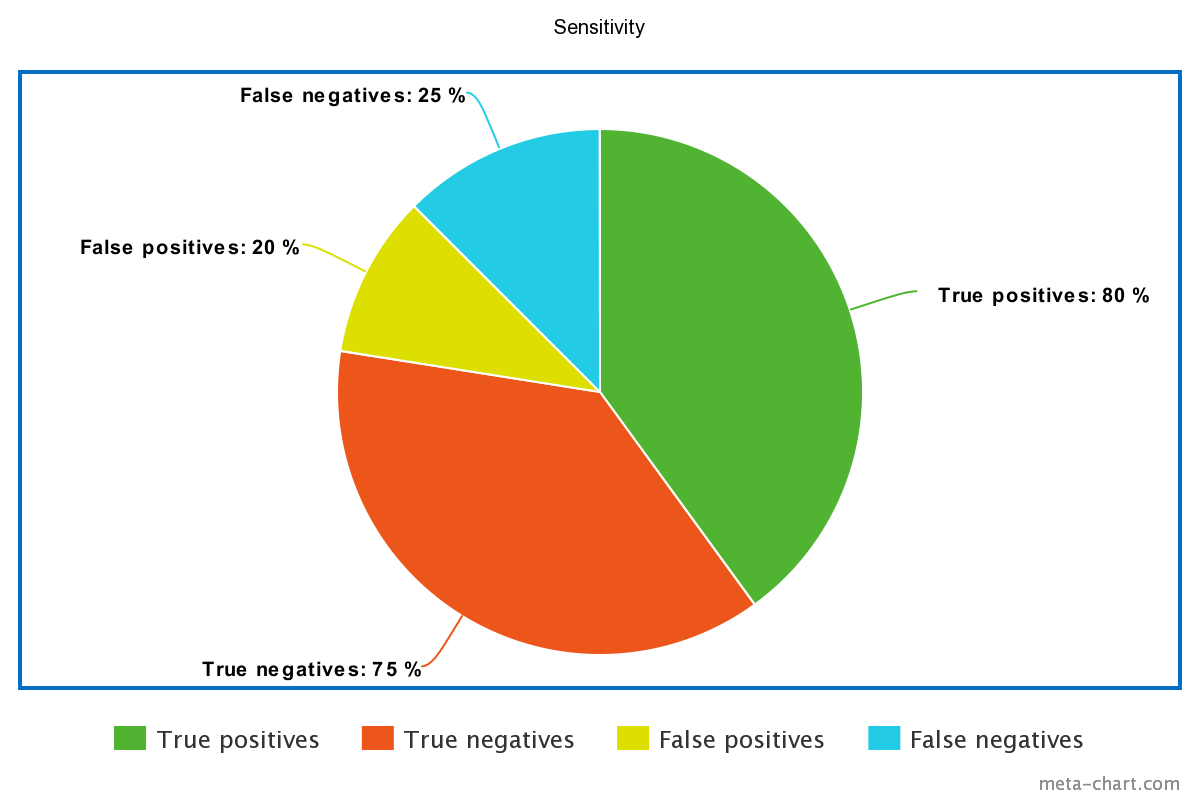 Sensitivity
False negatives: 25 %
False positives: 20 %
True positives: 80 %
True negatives: 75 %
True positives True negatives False positives False negatives
meta-chart.com